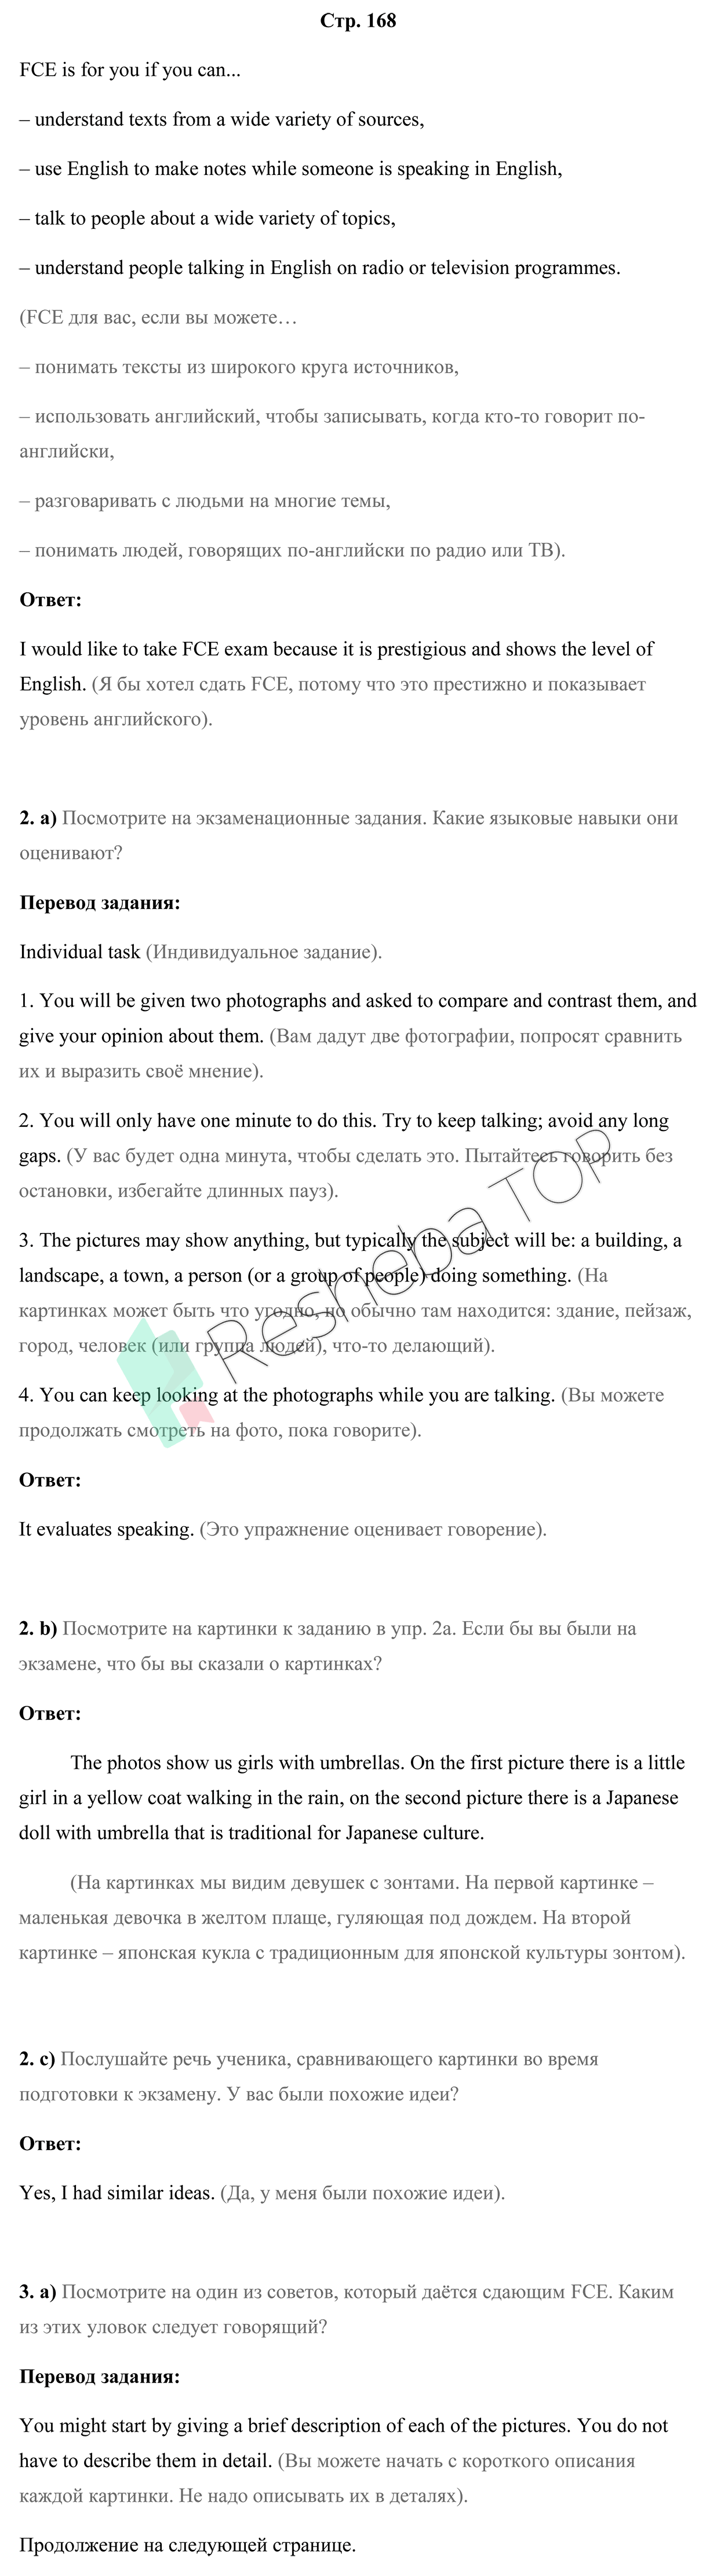 Стр. 168
FCE is for you if you can...
– understand texts from a wide variety of sources,
– use English to make notes while someone is speaking in English,
– talk to people about a wide variety of topics,
– understand people talking in English on radio or television programmes.
(FCE для вас, если вы можете…
– понимать тексты из широкого круга источников,
– использовать английский, чтобы записывать, когда кто-то говорит по-
английски,
– разговаривать с людьми на многие темы,
– понимать людей, говорящих по-английски по радио или ТВ).
Ответ:
I would like to take FCE exam because it is prestigious and shows the level of
English. (Я бы хотел сдать FCE, потому что это престижно и показывает
уровень английского).
2. a) Посмотрите на экзаменационные задания. Какие языковые навыки они
оценивают?
Перевод задания:
Individual task (Индивидуальное задание).
1. You will be given two photographs and asked to compare and contrast them, and
give your opinion about them. (Вам дадут две фотографии, попросят сравнить
их и выразить своё мнение).
2. You will only have one minute to do this. Try to keep talking; avoid any long
gaps. (У вас будет одна минута, чтобы сделать это. Пытайтесь говорить без
остановки, избегайте длинных пауз).
3. The pictures may show anything, but typically the subject will be: a building, a
landscape, a town, a person (or a group of people) doing something. (На
картинках может быть что угодно, но обычно там находится: здание, пейзаж,
город, человек (или группа людей), что-то делающий).
4. You can keep looking at the photographs while you are talking. (Вы можете
продолжать смотреть на фото, пока говорите).
Ответ:
It evaluates speaking. (Это упражнение оценивает говорение).
2. b) Посмотрите на картинки к заданию в упр. 2a. Если бы вы были на
экзамене, что бы вы сказали о картинках?
Ответ:
The photos show us girls with umbrellas. On the first picture there is a little
girl in a yellow coat walking in the rain, on the second picture there is a Japanese
doll with umbrella that is traditional for Japanese culture.
(На картинках мы видим девушек с зонтами. На первой картинке –
маленькая девочка в желтом плаще, гуляющая под дождем. На второй
картинке – японская кукла с традиционным для японской культуры зонтом).
2. c) Послушайте речь ученика, сравнивающего картинки во время
подготовки к экзамену. У вас были похожие идеи?
Ответ:
Yes, I had similar ideas. (Да, у меня были похожие идеи).
3. a) Посмотрите на один из советов, который даётся сдающим FCE. Каким
из этих уловок следует говорящий?
Перевод задания:
You might start by giving a brief description of each of the pictures. You do not
have to describe them in detail. (Вы можете начать с короткого описания
каждой картинки. Не надо описывать их в деталях).
Продолжение на следующей странице.
Resheba TOP